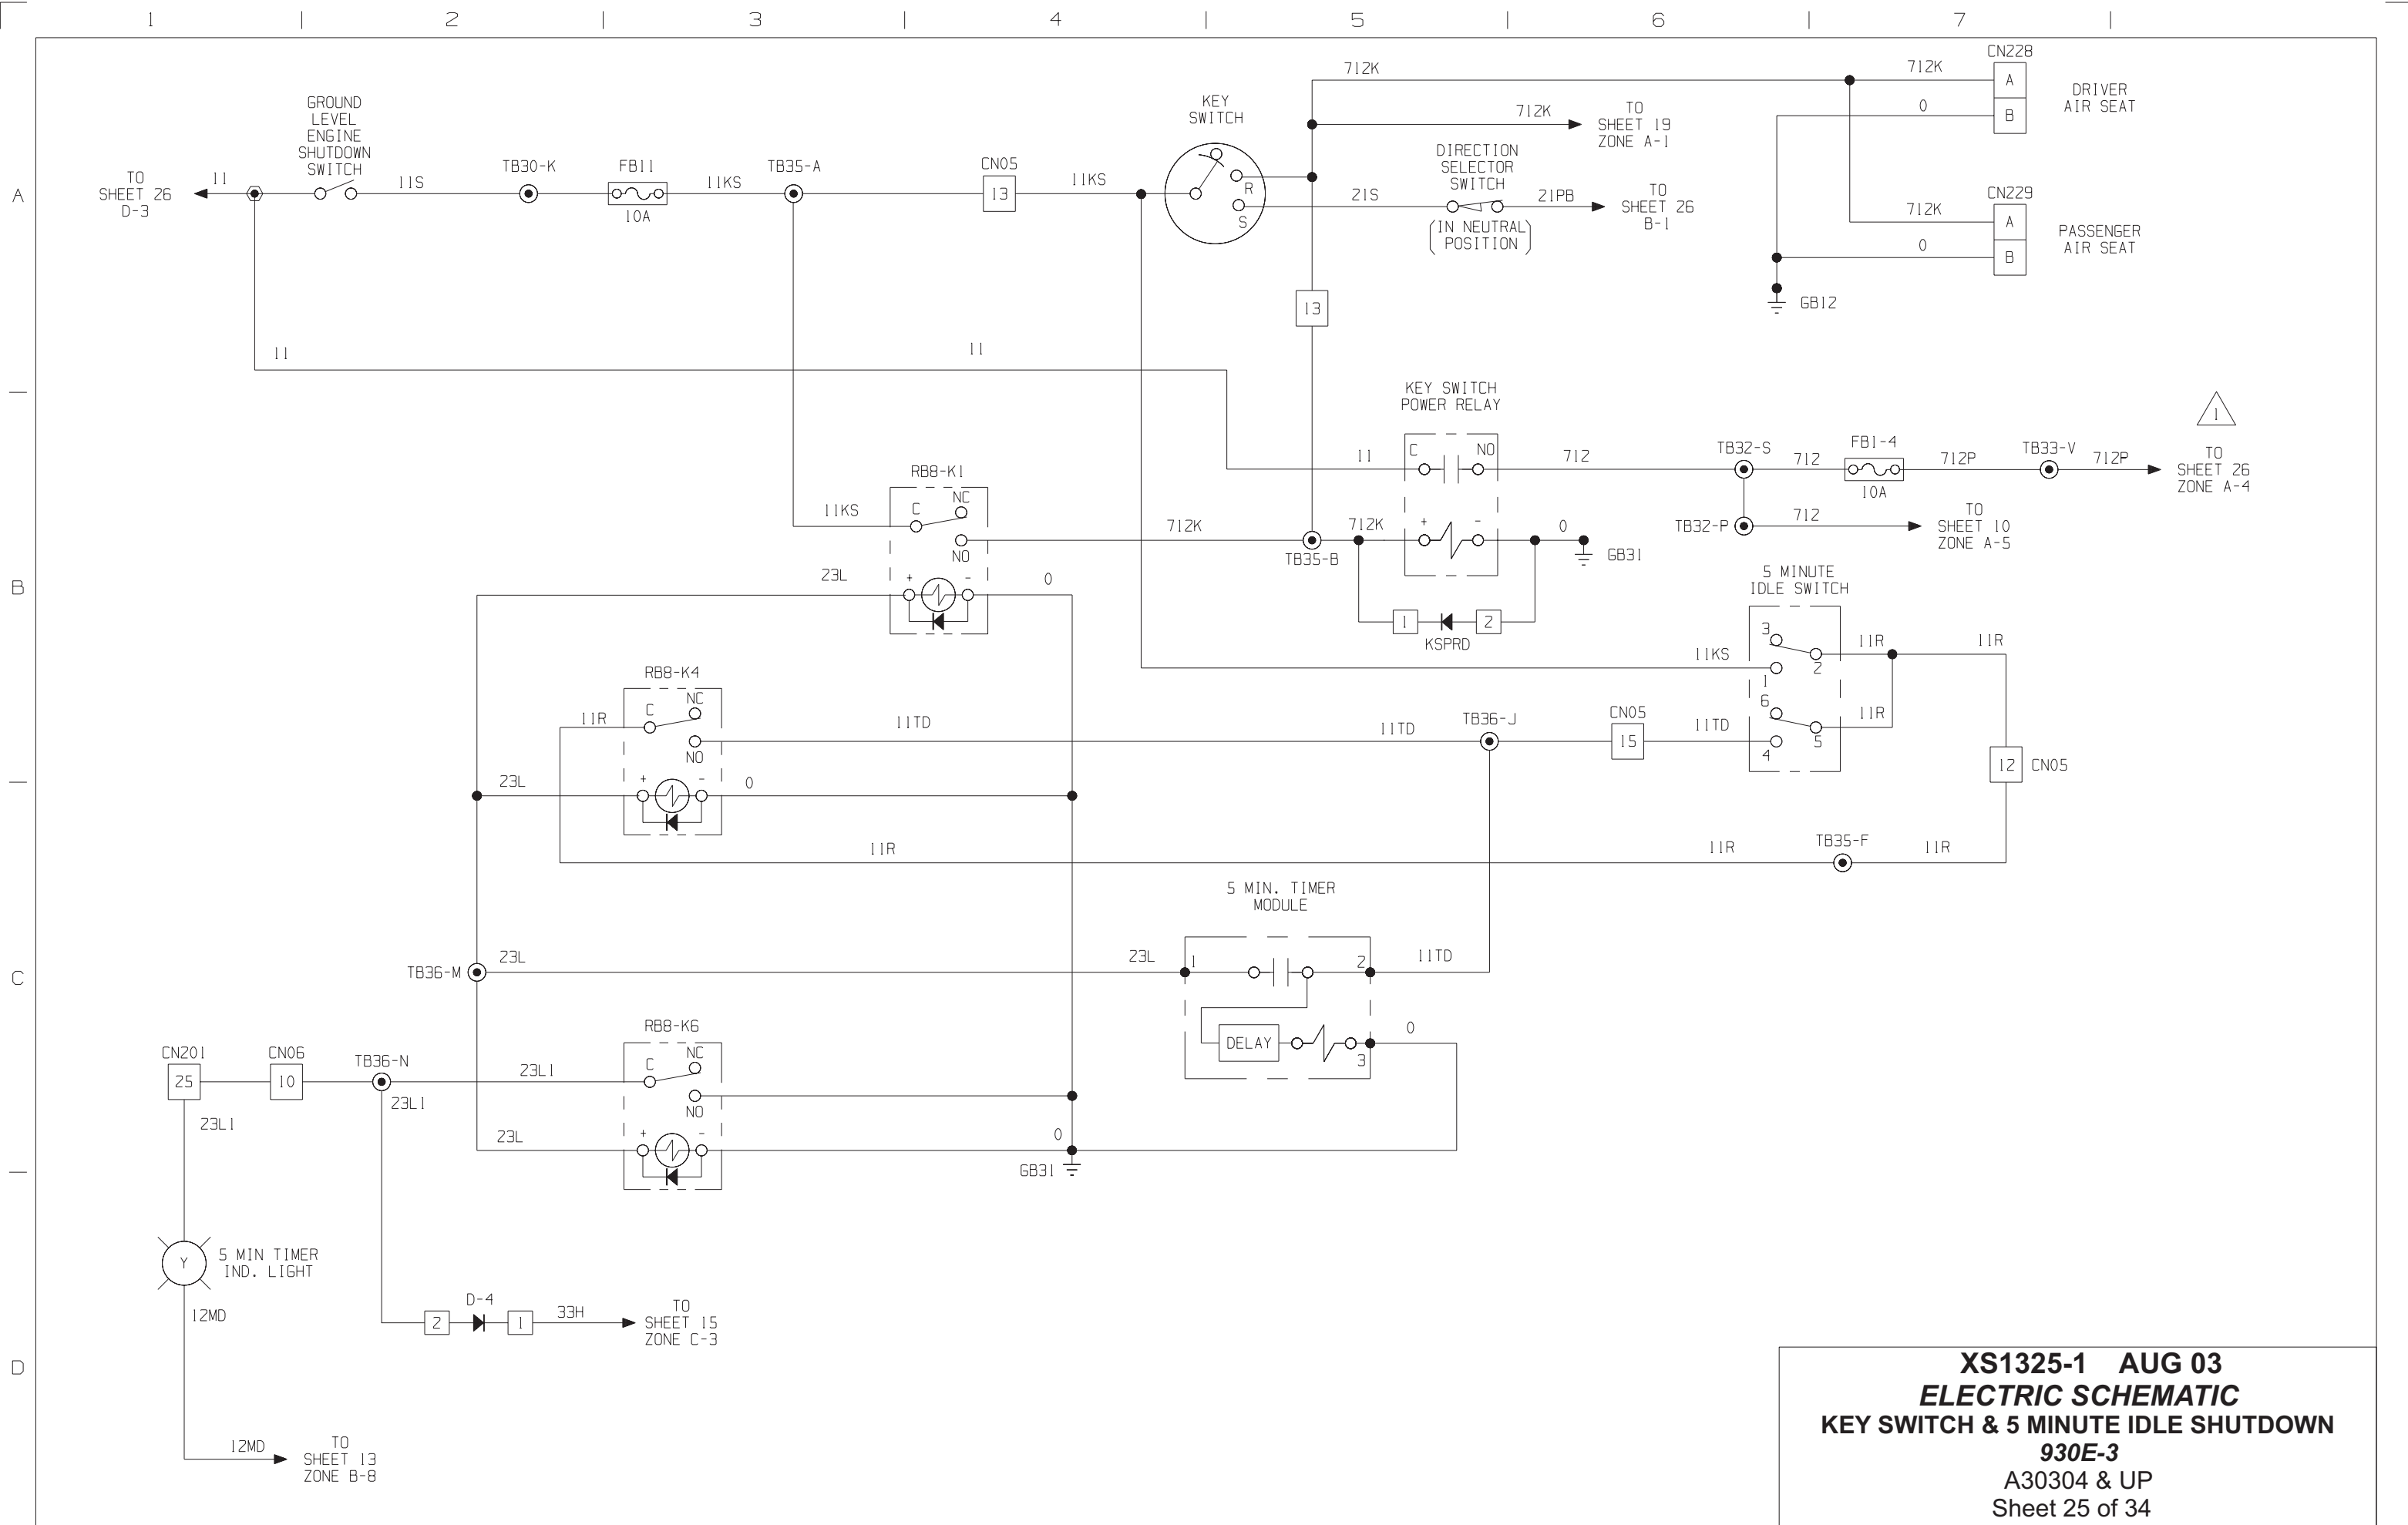 1 2 3 4 5 6 7
CN228
712K
712K
A
DRIVER
AIR SEAT
0
B
GROUND
LEVEL
ENGINE
SHUTDOWN
SWITCH
KEY
SWITCH
712K
TO
SHEET 19
ZONE A-1
DIRECTION
SELECTOR
SWITCH
A
TO
SHEET 26
D-3
11
11S
TB30-K
FB11
10A
11KS
TB35-A
CN05
13
11KS
R
S
21S
(IN NEUTRAL
POSITION)
21PB
TO
SHEET 26
B-1
CN229
712K
A
PASSENGER
AIR SEAT
0
B
GB12
13
11
11
KEY SWITCH
POWER RELAY
1
11
C
NO
712
TB32-S
712
FB1-4
10A
712P
TB33-V
712P
TO
SHEET 26
ZONE A-4
RB8-K1
NC
C
11KS
NO
712K
TB35-B
712K
+
-
0
GB31
TB32-P
712
TO
SHEET 10
ZONE A-5
B
23L
+
-
0
1
2
KSPRD
5 MINUTE
IDLE SWITCH
3
11R
11R
2
11KS
1
6
11R
5
4
RB8-K4
NC
C
11R
NO
11TD
11TD
TB36-J
CN05
15
11TD
12
CN05
23L
+
-
0
11R
11R
TB35-F
11R
5 MIN. TIMER
MODULE
C
TB36-M
23L
23L
1
2
11TD
DELAY
3
0
RB8-K6
NC
C
NO
CN201
25
CN06
10
TB36-N
23L1
23L1
23L1
23L
+
-
0
GB31
Y
5 MIN TIMER
IND. LIGHT
12MD
2
D-4
1
33H
TO
SHEET 15
ZONE C-3
D
12MD
TO
SHEET 13
ZONE B-8
XS1325-1 AUG 03
ELECTRIC SCHEMATIC
KEY SWITCH & 5 MINUTE IDLE SHUTDOWN
930E-3
A30304 & UP
Sheet 25 of 34